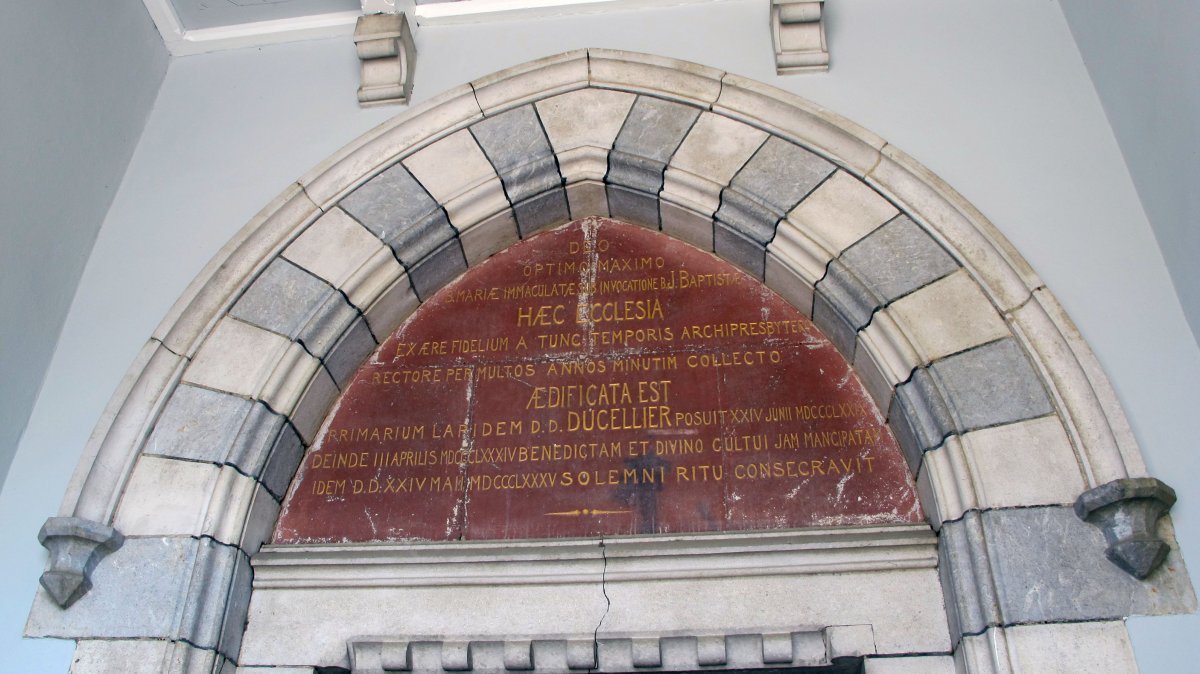 DEO
OPTIMO MAXIMO
S. MARIÆ IMMACULATÆ SUB INVOCATIONE B. J. BAPTISTÆ
HÆC ECCLESIA
EX ÆRE FIDELIUM A TUNC TEMPORIS ARCHIPRESBYTERO
RECTORE PER MULTOS ANNOS MINUTIM COLLECTO
ÆDIFICATA EST
PRIMARIUM LAPIDEM D.D. DUCELLIER POSUIT XXIV JUNII
DEINDE III APRILIS MDCCCLXXXIV BENEDICTAM ET DIVINO CULTUI JAM MANCIPATAM
IDEM D.D. XXIV MAII MDCCCLXXXV SOLEMNI RITU CONSECRAVIT